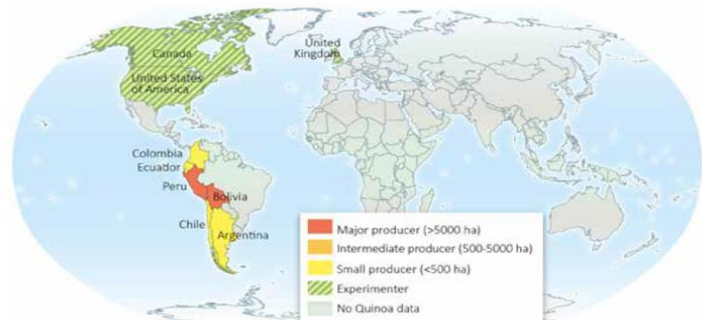 United
Kingdom
Canada
United States
of America
Colombia
Ecuador
Peru
Bolivia
Chile
Argentina
Major producer (>5000 ha)
Intermediate producer (500-5000 ha)
Small producer (<500 ha)
Experimenter
No Quinoa data